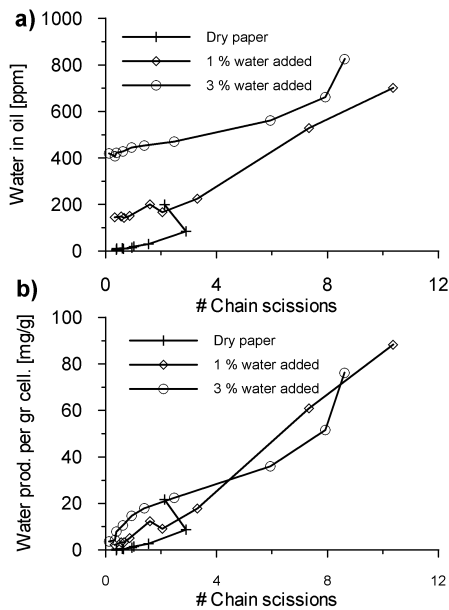 a)
1000
800
600
400
200
0
Water in oil [ppm]
Dry paper
1 % water added
3 % water added
0 4 8 12
# Chain scissions
b)
100
80
60
40
20
0
Water prod. per gr cell. [mg/g]
Dry paper
1 % water added
3 % water added
0 4 8 12
# Chain scissions